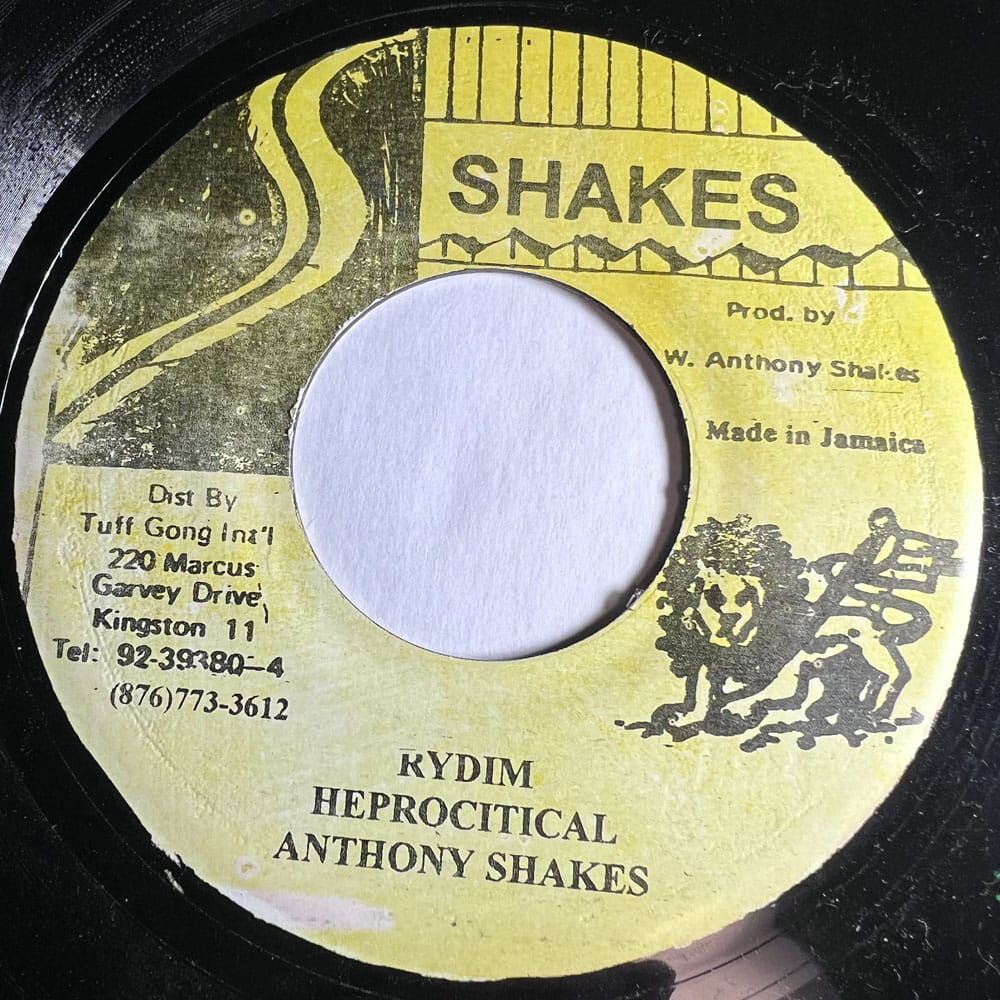 SHAKES
Prod. by
W. Anthony Shakes
Made in Jamaica
Dist By
Tuff Gong Int'l
220 Marcus
Garvey Drive,
Kingston 11
Tel: 92-39380-4
(876)773-3612
RYDIM
HEPROCITICAL
ANTHONY SHAKES